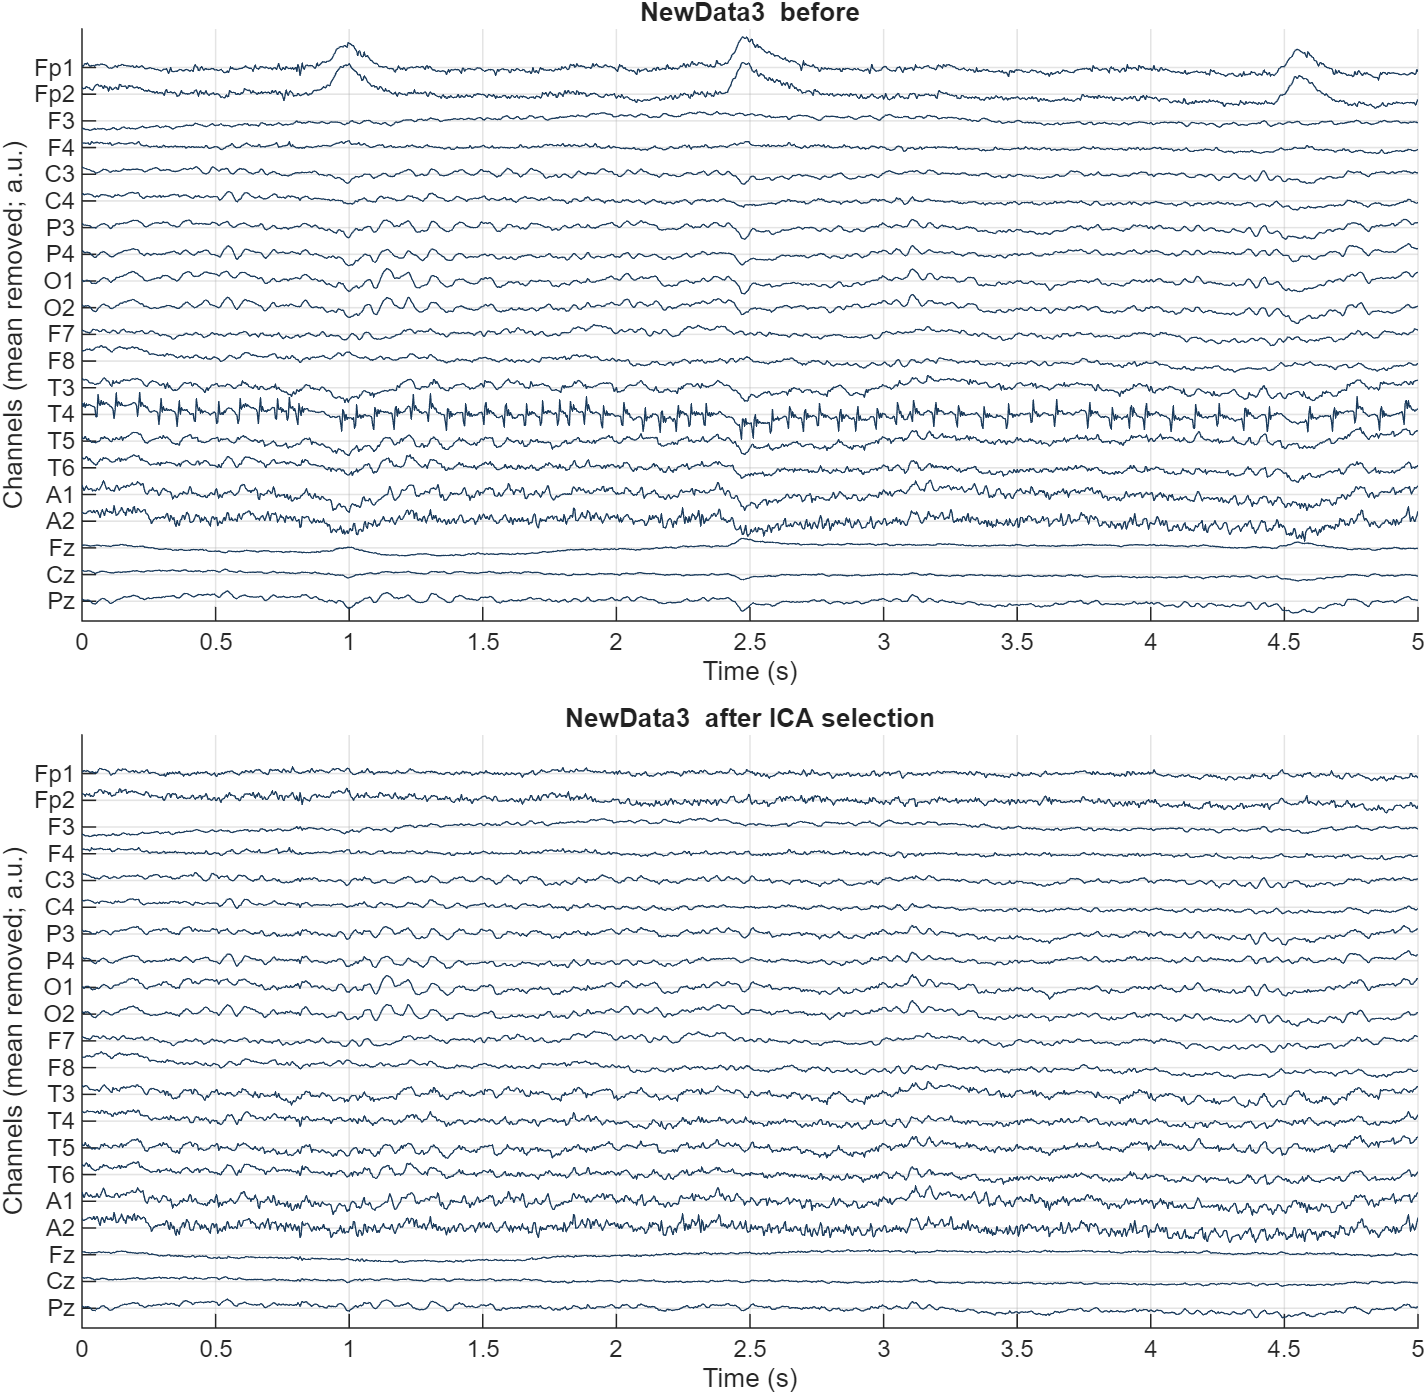 NewData3 before
Channels (mean removed; a.u.)
Fp1
Fp2
F3
F4
C3
C4
P3
P4
O1
O2
F7
F8
T3
T4
T5
T6
A1
A2
Fz
Cz
Pz
0 0.5 1 1.5 2 2.5 3 3.5 4 4.5 5
Time (s)
NewData3 after ICA selection
Channels (mean removed; a.u.)
Fp1
Fp2
F3
F4
C3
C4
P3
P4
O1
O2
F7
F8
T3
T4
T5
T6
A1
A2
Fz
Cz
Pz
0 0.5 1 1.5 2 2.5 3 3.5 4 4.5 5
Time (s)